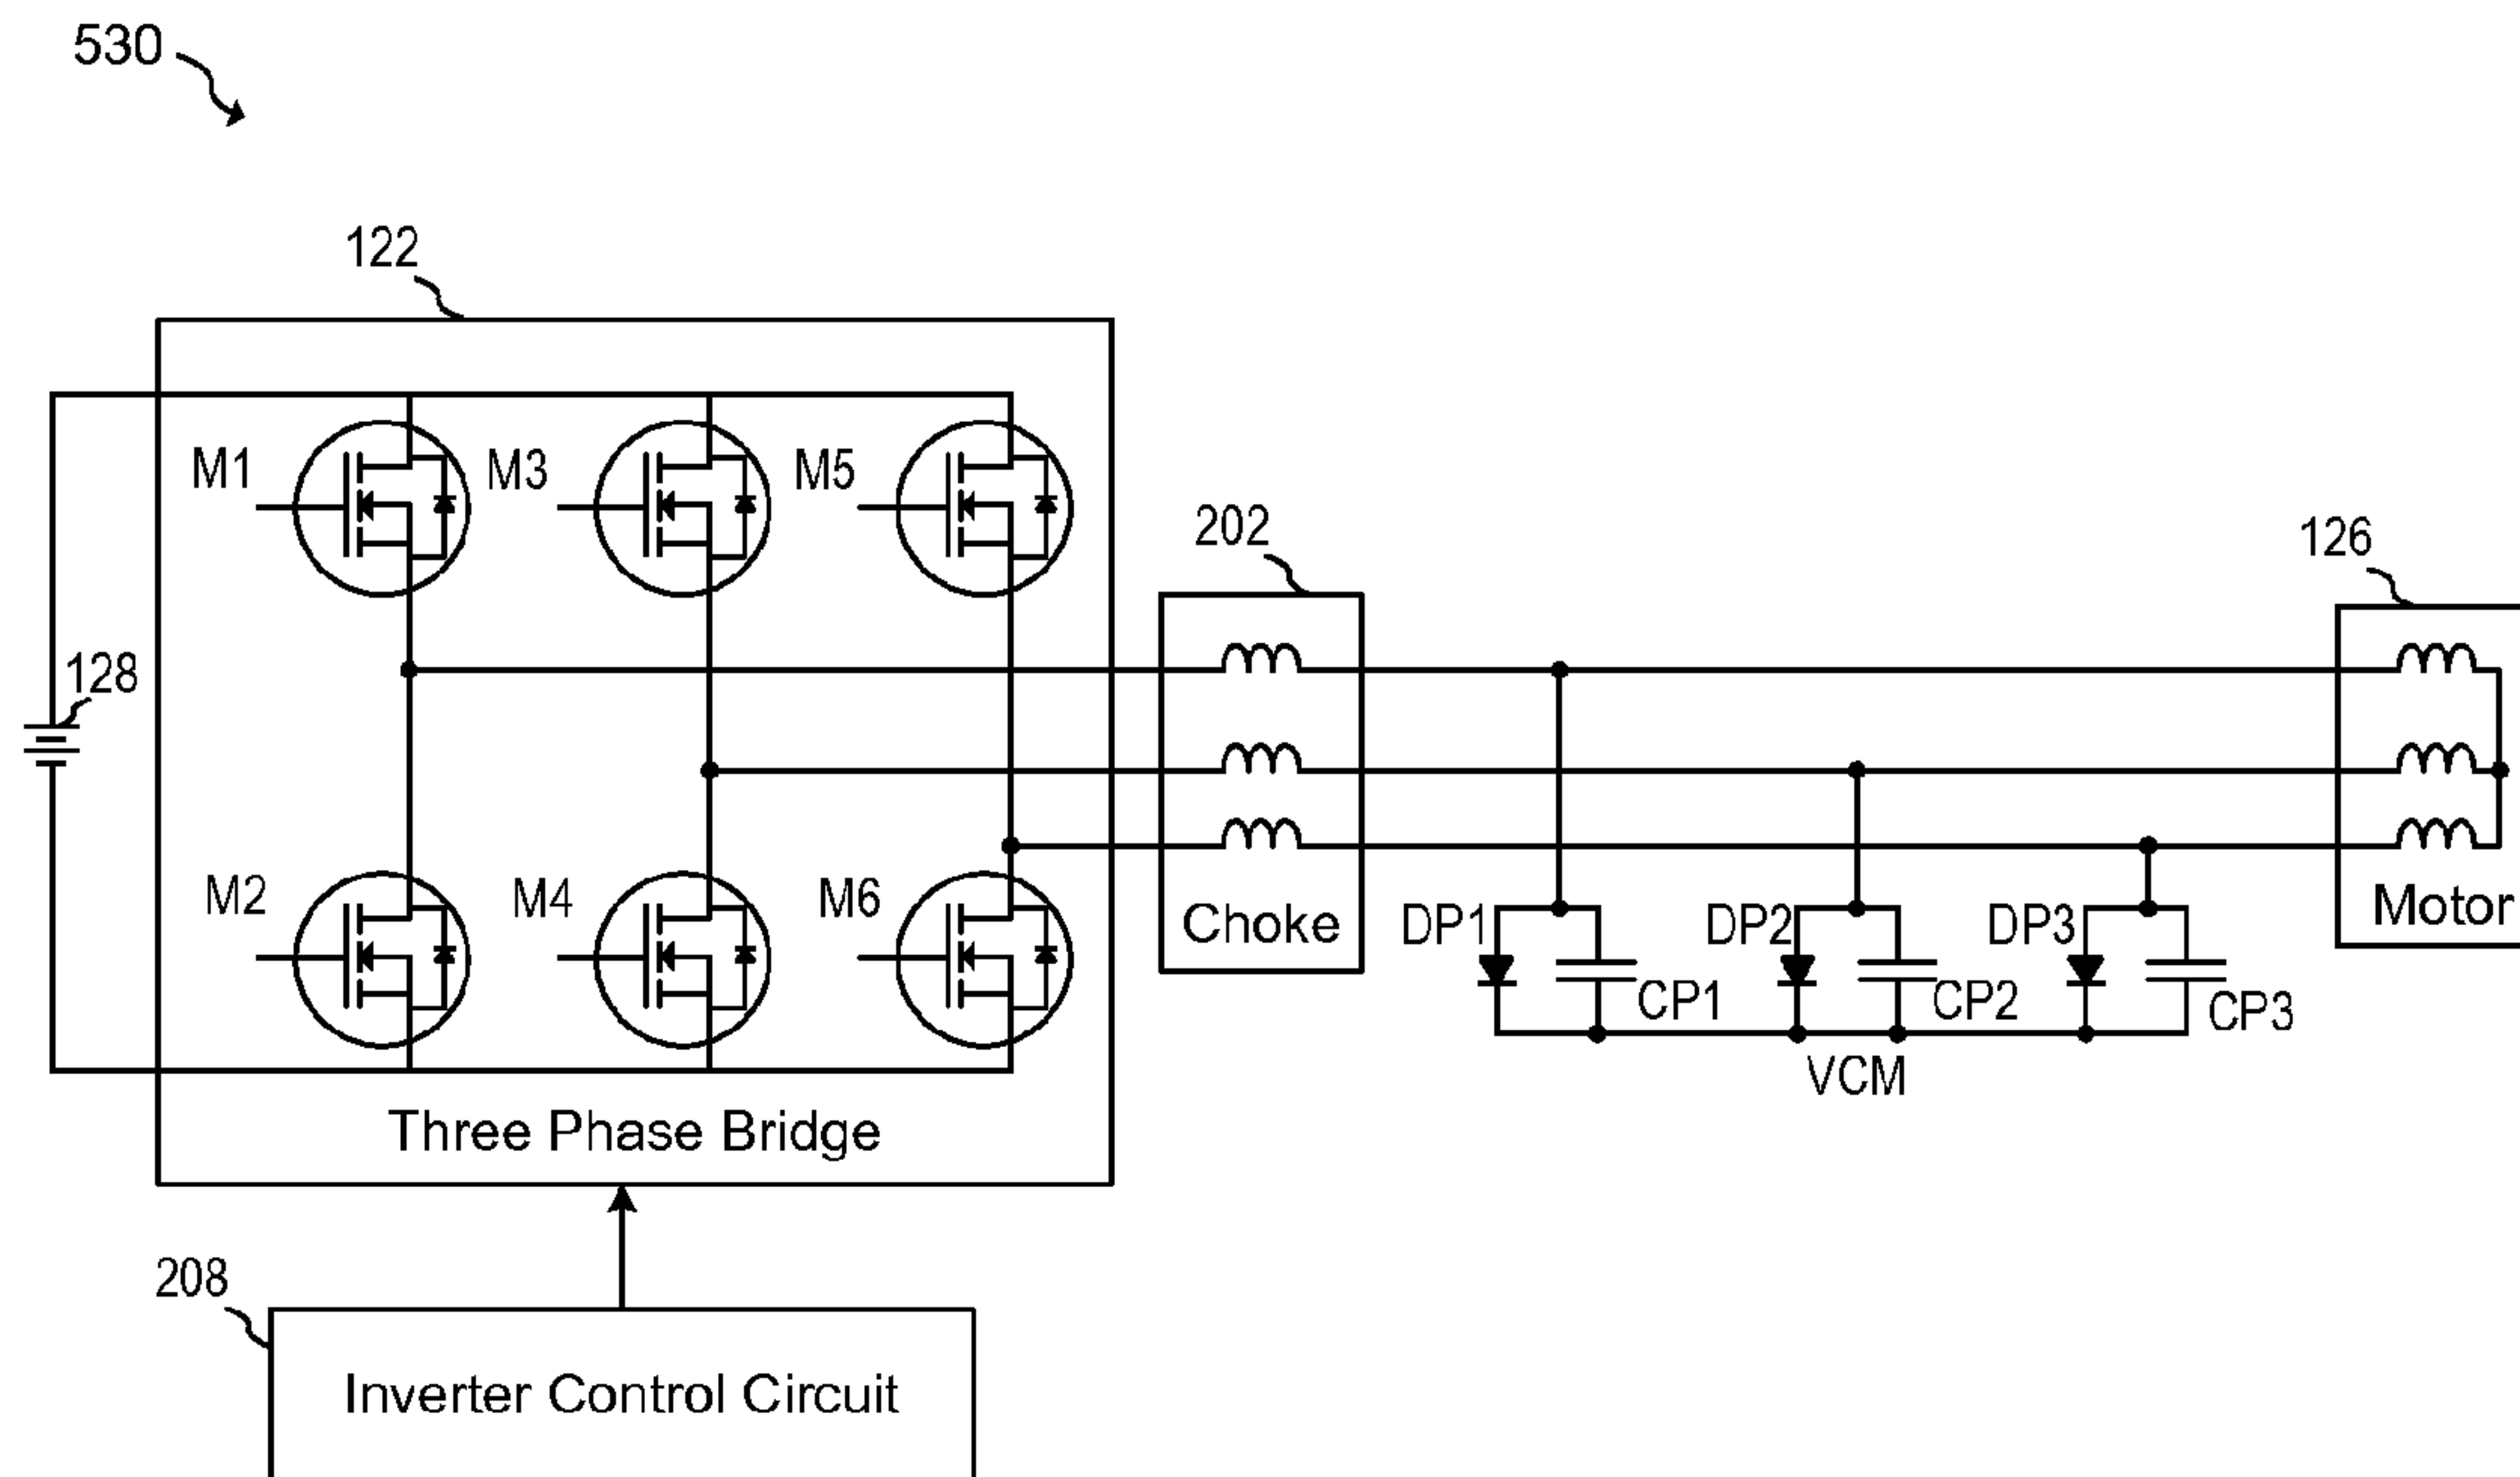 530
122
M1
M3
M5
202
126
128
M2
M4
M6
Choke
DP1
CP1
DP2
CP2
DP3
CP3
Motor
VCM
Three Phase Bridge
208
Inverter Control Circuit